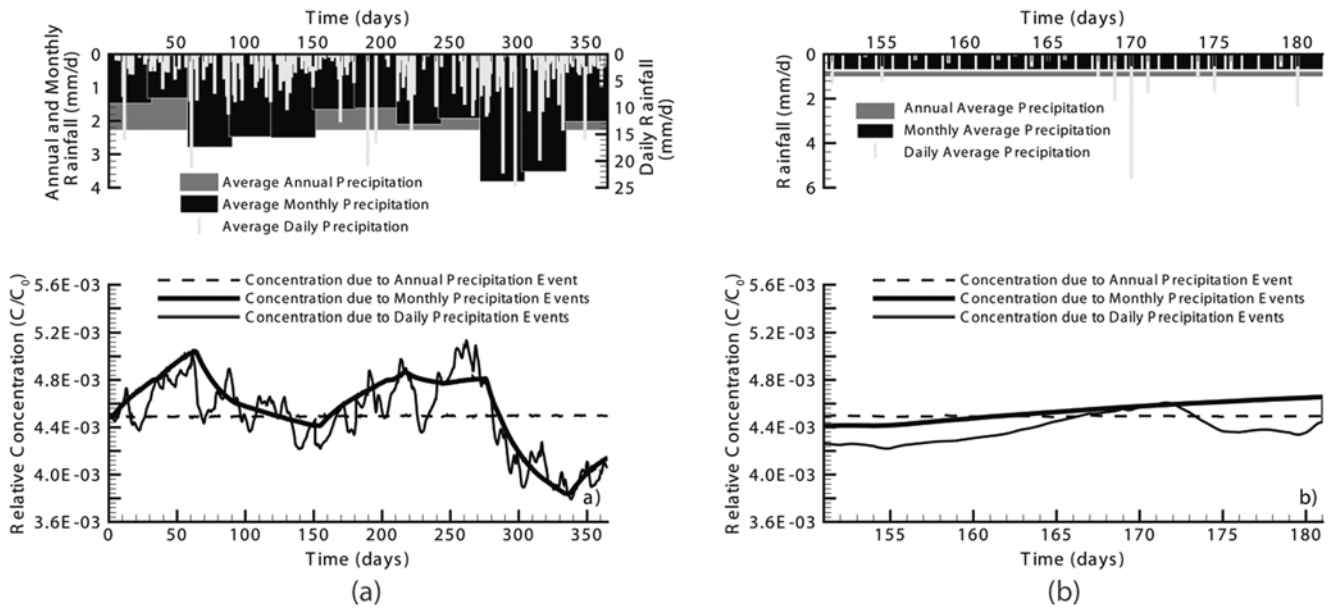 Time (days)
50 100 150 200 250 300 350
Annual and Monthly
Rainfall (mm/d)
0
1
2
3
4
0
5
10
15
20
25
Daily Rainfall
(mm/d)
Average Annual Precipitation
Average Monthly Precipitation
Average Daily Precipitation
Relative Concentration (C/C0)
5.6E-03
5.2E-03
4.8E-03
4.4E-03
4.0E-03
3.6E-03
Concentration due to Annual Precipitation Event
Concentration due to Monthly Precipitation Events
Concentration due to Daily Precipitation Events
a)
0 50 100 150 200 250 300 350
Time (days)
(a)
Time (days)
155 160 165 170 175 180
Rainfall (mm/d)
0
2
4
6
Annual Average Precipitation
Monthly Average Precipitation
Daily Average Precipitation
Relative Concentration (C/C0)
5.6E-03
5.2E-03
4.8E-03
4.4E-03
4.0E-03
3.6E-03
Concentration due to Annual Precipitation Event
Concentration due to Monthly Precipitation Events
Concentration due to Daily Precipitation Events
b)
155 160 165 170 175 180
Time (days)
(b)